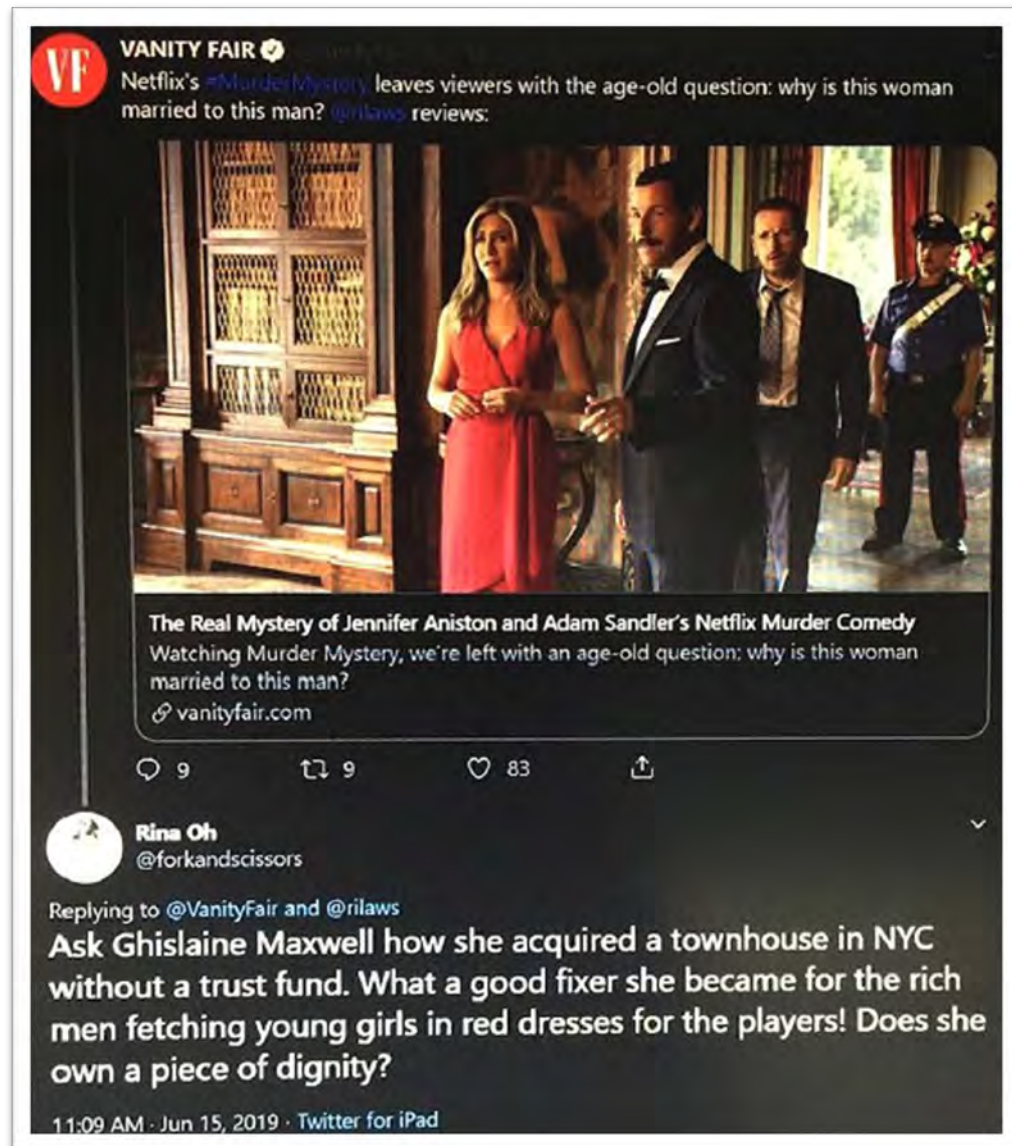 VF
VANITY FAIR
Netflix's #MurderMystery leaves viewers with the age-old question: why is this woman
married to this man? @rilaws reviews:
The Real Mystery of Jennifer Aniston and Adam Sandler's Netflix Murder Comedy
Watching Murder Mystery, we're left with an age-old question: why is this woman
married to this man?
vanityfair.com
9 9 83
Rina Oh
@forkandscissors
Replying to @VanityFair and @rilaws
Ask Ghislaine Maxwell how she acquired a townhouse in NYC
without a trust fund. What a good fixer she became for the rich
men fetching young girls in red dresses for the players! Does she
own a piece of dignity?
11:09 AM · Jun 15, 2019 · Twitter for iPad